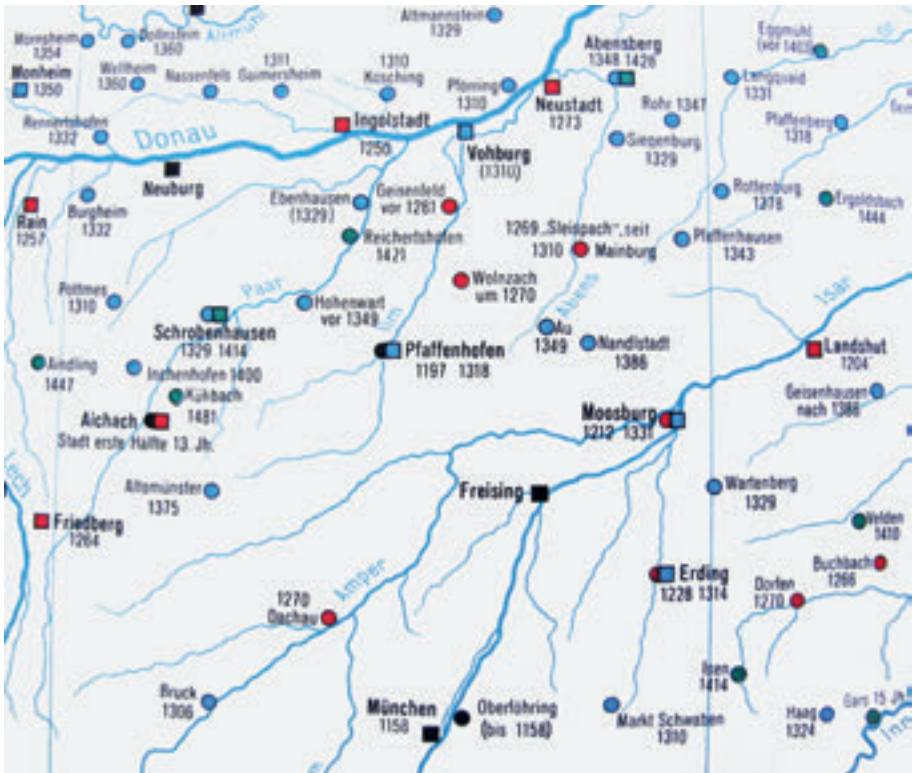 Altmannstein
1329
Monesheim
1354
Dollnstein
1360
Altmühl
Eggmühl
(vor 1403)
Monheim
1350
Wellheim
1360
Nassenfels
1311
Gaimersheim
1310
Kösching
Pförring
1310
Abensberg
1348 1426
Neustadt
1273
Langquaid
1331
Rohr 1347
Pfaffenberg
1318
Rennertshofen
1332
Donau
Ingolstadt
1250
Vohburg
(1310)
Siegenburg
1329
Neuburg
Rain
1257
Burgheim
1332
Ebenhausen
(1329)
Geisenfeld
vor 1281
Rottenburg
1378
Ergoldsbach
1444
Reichertshofen
1421
1269 „Sleispach", seit
1310 Mainburg
Pfeffenhausen
1343
Pöttmes
1310
Paar
Hohenwart
vor 1349
Wolnzach
um 1270
Ilm
Abens
Isar
Schrobenhausen
1329 1414
Pfaffenhofen
1197 1318
Au
1349
Nandlstadt
1386
Landshut
1204
Aindling
1447
Inchenhofen 1400
Kühbach
1481
Geisenhausen
nach 1386
Aichach
Stadt erste Hälfte 13. Jh.
Moosburg
1212 1331
Lech
Altomünster
1375
Freising
Wartenberg
1329
Friedberg
1264
Velden
1410
Buchbach
1266
Erding
1228 1314
Dorfen
1270
Amper
1270
Dachau
Isen
1414
Bruck
1306
München
1158
Oberföhring
(bis 1158)
Markt Schwaben
1310
Haag
1324
Gars 15 Jh.
Inn